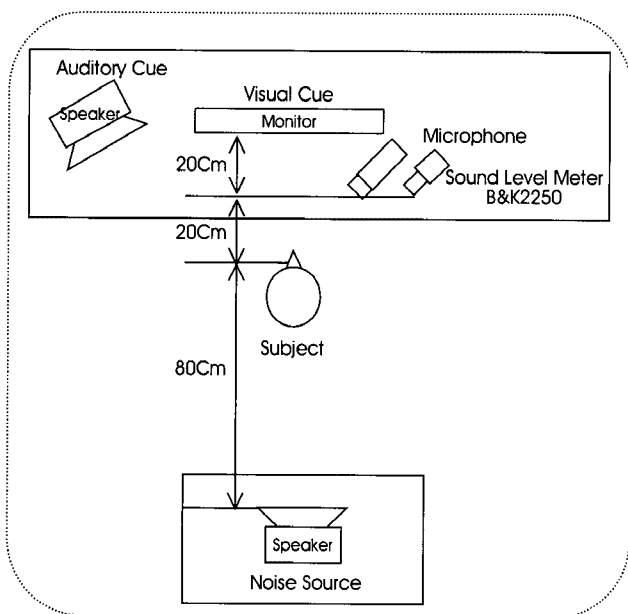 Auditory Cue
Speaker
Visual Cue
Monitor
Microphone
20Cm
Sound Level Meter
B&K2250
20Cm
Subject
80Cm
Speaker
Noise Source